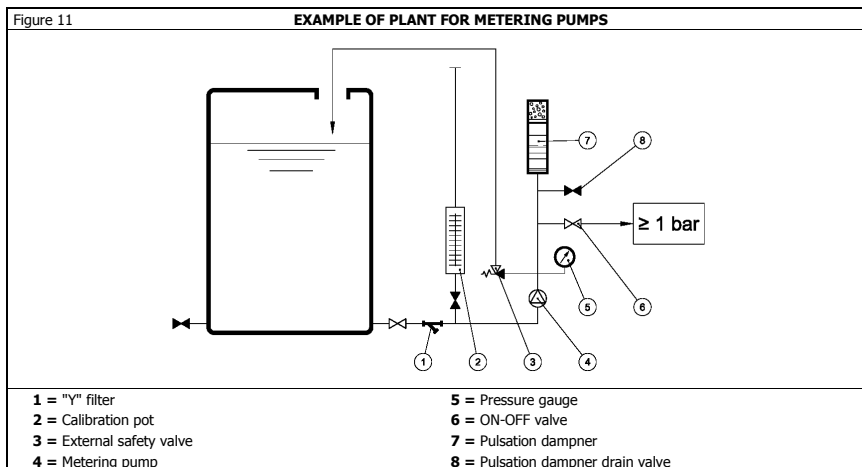 Figure 11 EXAMPLE OF PLANT FOR METERING PUMPS
7
8
≥ 1 bar
5
6
1
2
3
4
1 = "Y" filter
2 = Calibration pot
3 = External safety valve
4 = Metering pump
5 = Pressure gauge
6 = ON-OFF valve
7 = Pulsation dampner
8 = Pulsation dampner drain valve